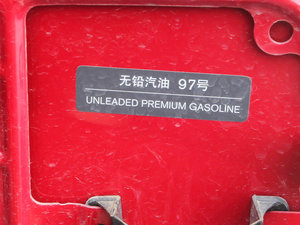 无铅汽油 97号
UNLEADED PREMIUM GASOLINE